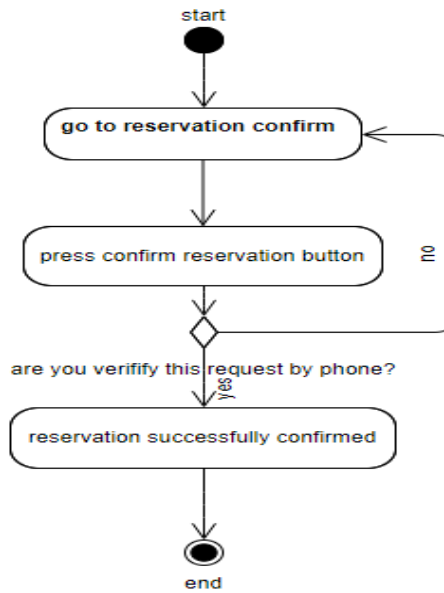 start
go to reservation confirm
press confirm reservation button
no
are you verifify this request by phone?
yes
reservation successfully confirmed
end